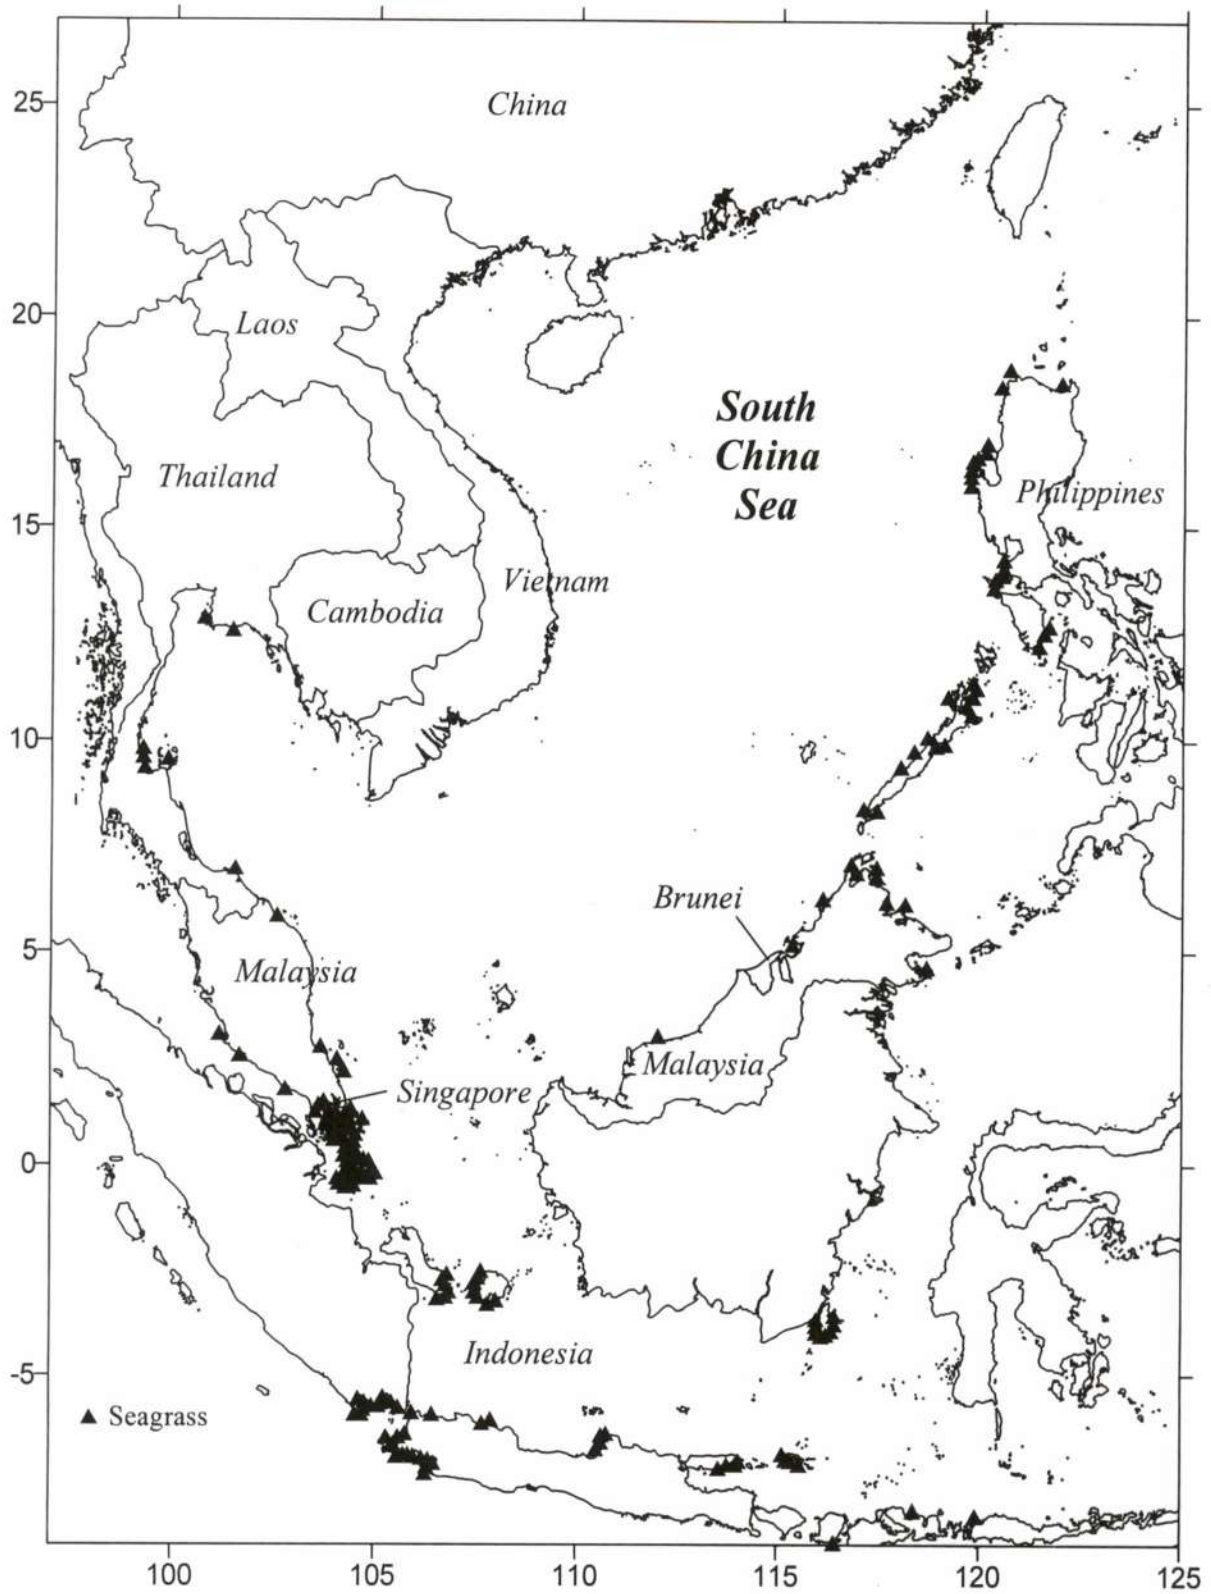 25
China
20
Laos
South
China
Sea
Thailand
Philippines
15
Vietnam
Cambodia
10
Brunei
5
Malaysia
Malaysia
Singapore
0
Indonesia
-5
Seagrass
100 105 110 115 120 125